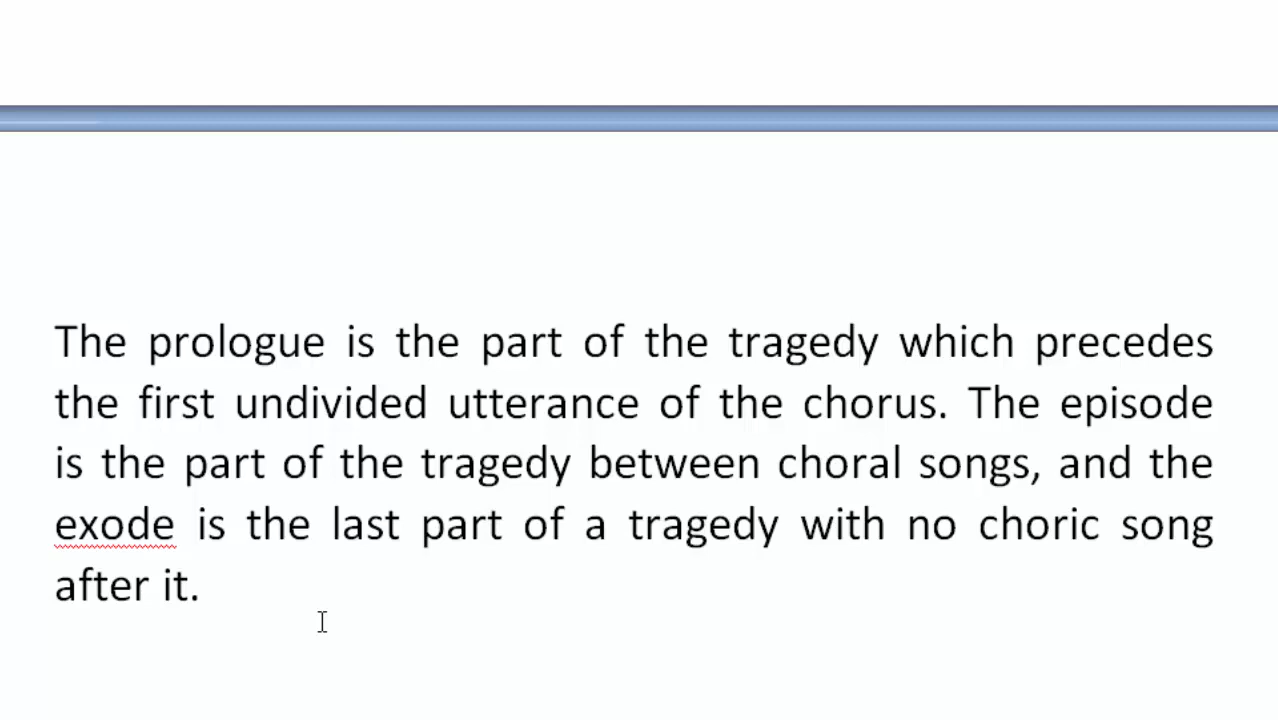 The prologue is the part of the tragedy which precedes
the first undivided utterance of the chorus. The episode
is the part of the tragedy between choral songs, and the
exode is the last part of a tragedy with no choric song
after it.